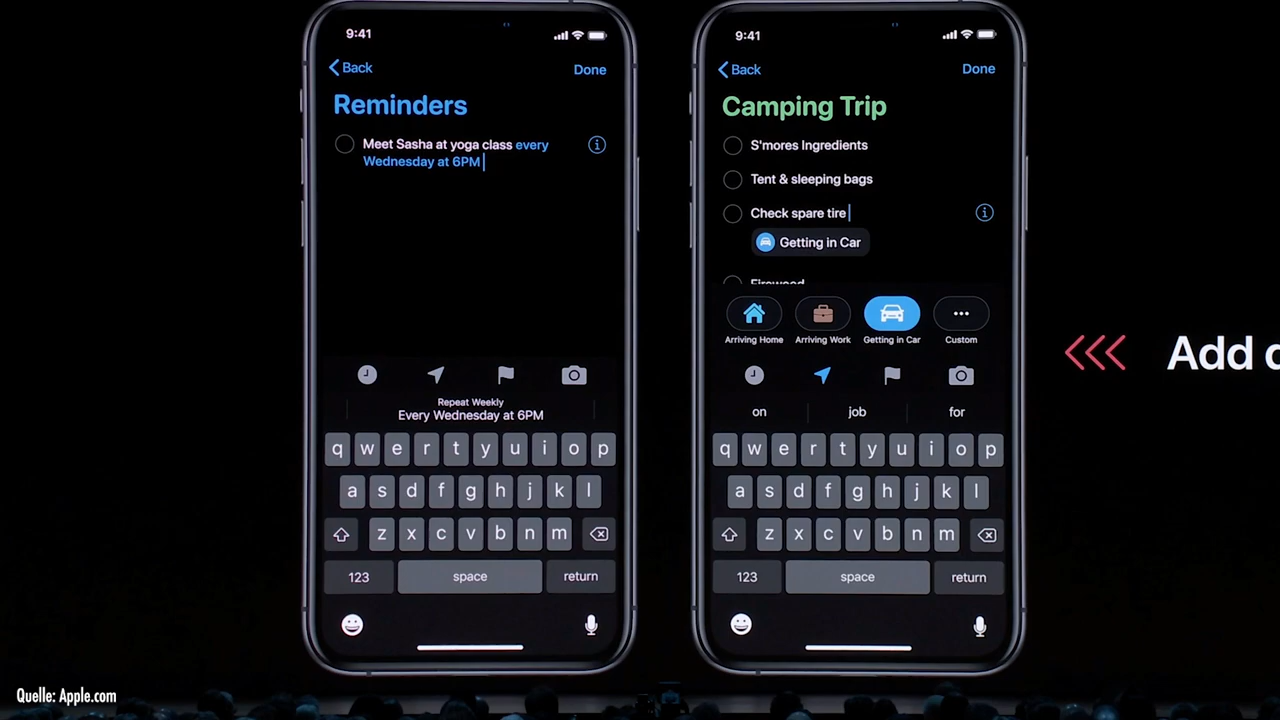 9:41
Back
Done
Reminders
Meet Sasha at yoga class every
Wednesday at 6PM
Repeat Weekly
Every Wednesday at 6PM
q w e r t y u i o p
a s d f g h j k l
z x c v b n m
123
space
return
9:41
Back
Done
Camping Trip
S'mores Ingredients
Tent & sleeping bags
Check spare tire
Getting in Car
Firewood
Arriving Home
Arriving Work
Getting in Car
Custom
on
job
for
q w e r t y u i o p
a s d f g h j k l
z x c v b n m
123
space
return
Add
Quelle: Apple.com